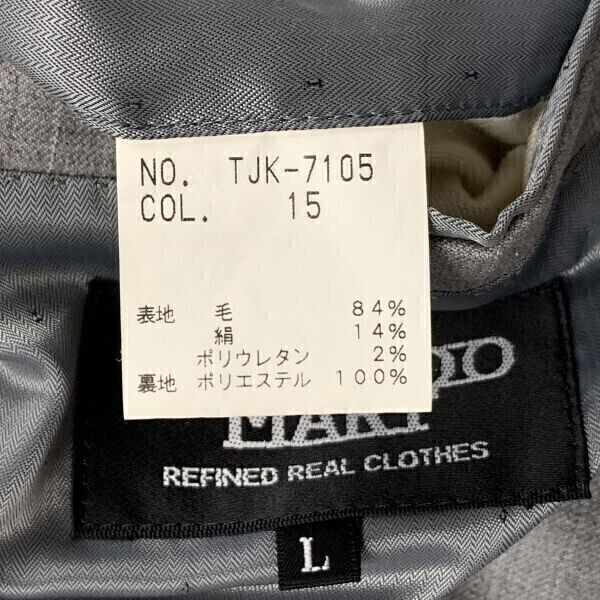 NO. TJK-7105
COL. 15
表地 毛 84%
絹 14%
ポリウレタン 2%
裏地 ポリエステル 100%
REFINED REAL CLOTHES
L